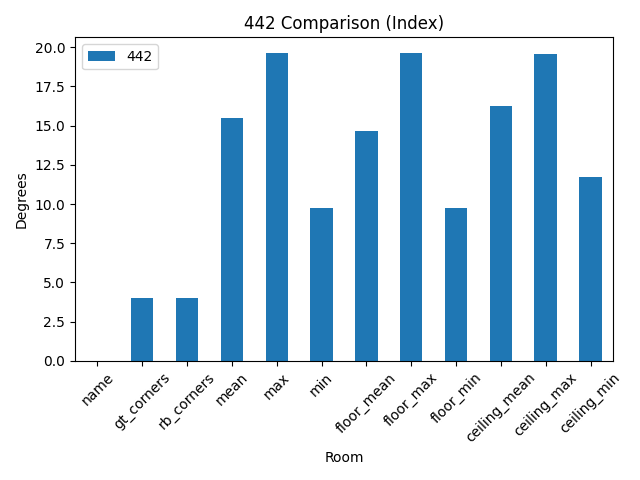 442 Comparison (Index)
442
20.0
17.5
15.0
12.5
10.0
7.5
5.0
2.5
0.0
Degrees
name
gt_corners
rb_corners
mean
max
min
floor_mean
floor_max
floor_min
ceiling_mean
ceiling_max
ceiling_min
Room